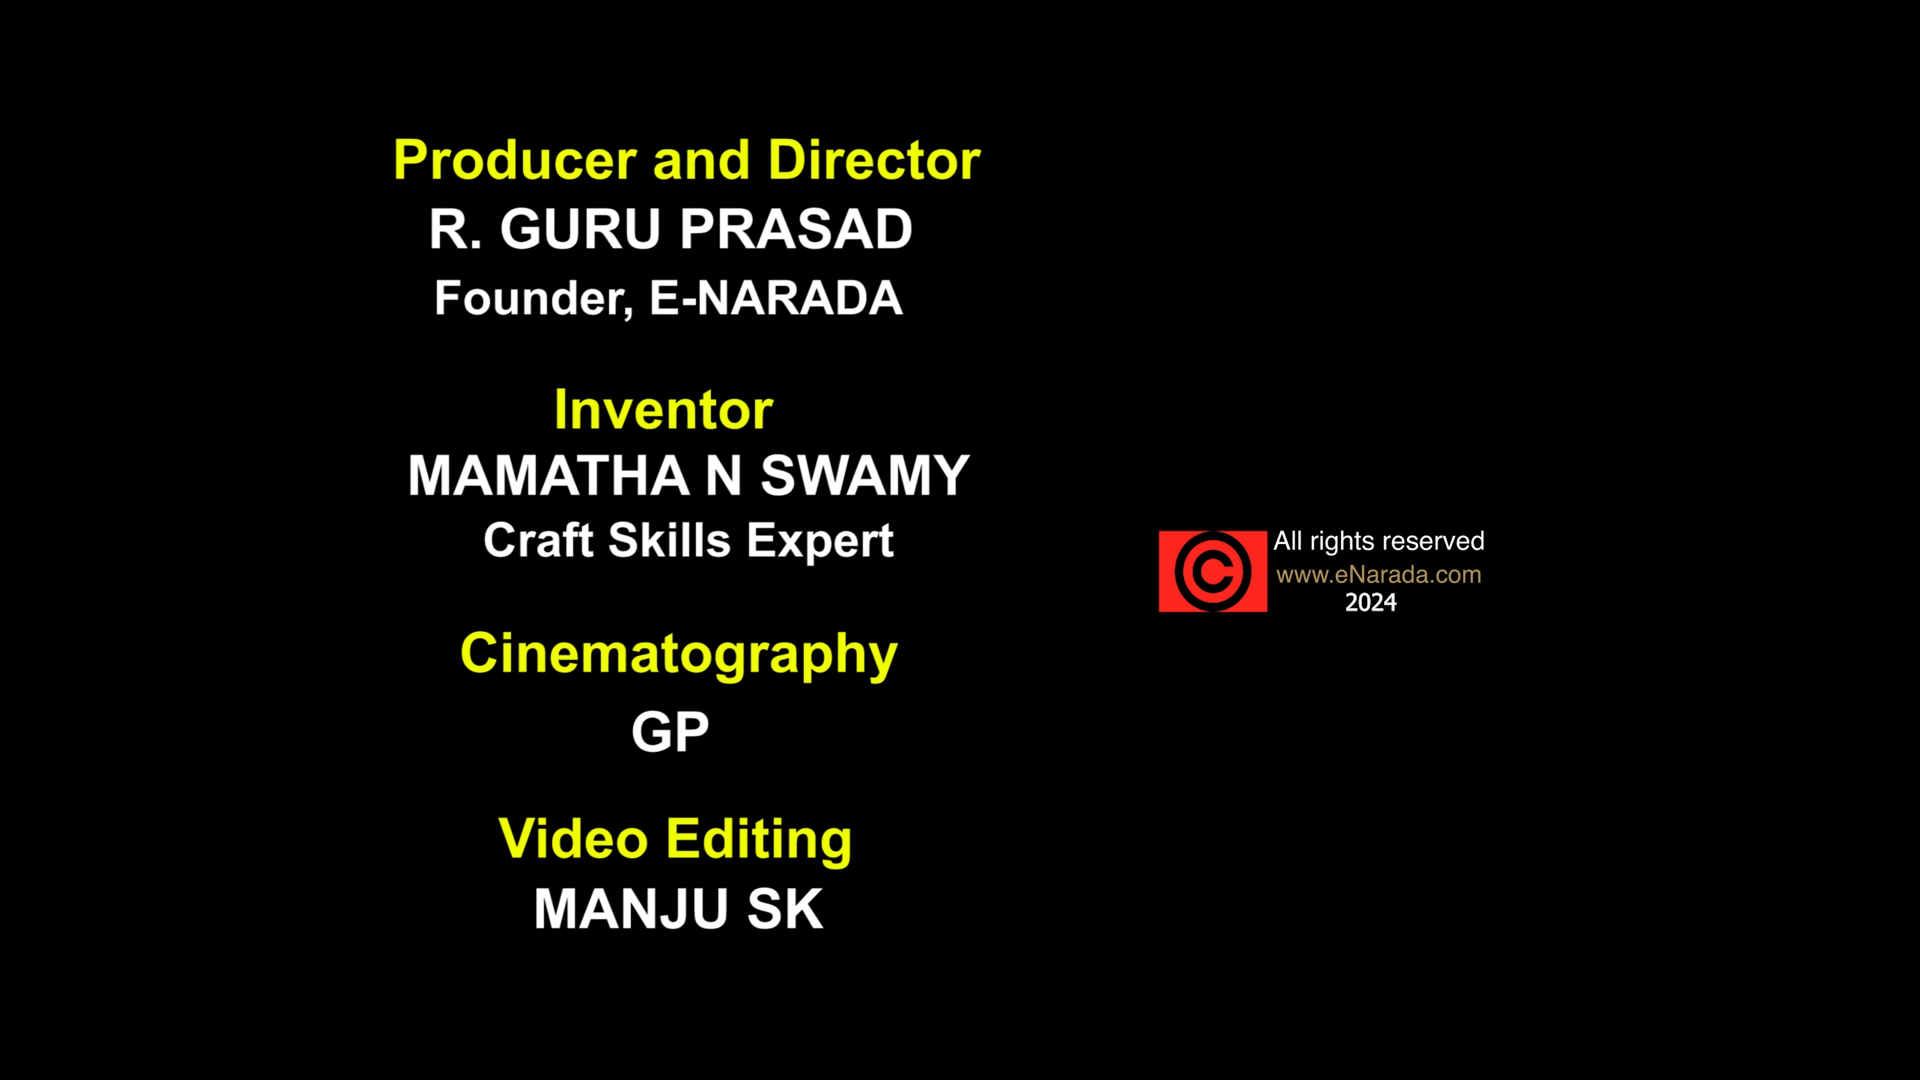 Producer and Director
R. GURU PRASAD
Founder, E-NARADA
Inventor
MAMATHA N SWAMY
Craft Skills Expert
Cinematography
GP
Video Editing
MANJU SK
© All rights reserved
www.eNarada.com
2024